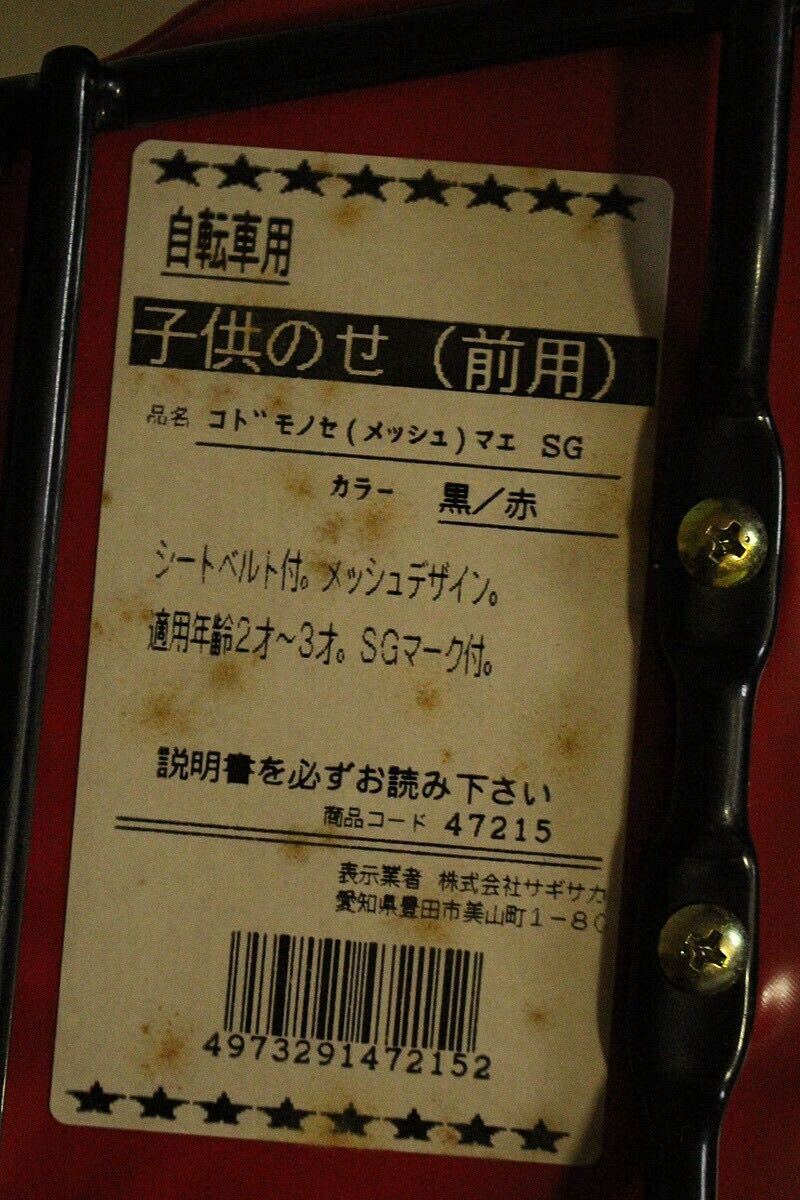 ★★★★★★★★
自転車用
子供のせ（前用）
品名 コドモノセ(メッシュ)マエ SG
カラー 黒／赤
シートベルト付。メッシュデザイン。
適用年齢2才～3才。SGマーク付。
説明書を必ずお読み下さい
商品コード 47215
表示業者 株式会社サギサカ
愛知県豊田市美山町1－80
4973291472152
★★★★★★★★